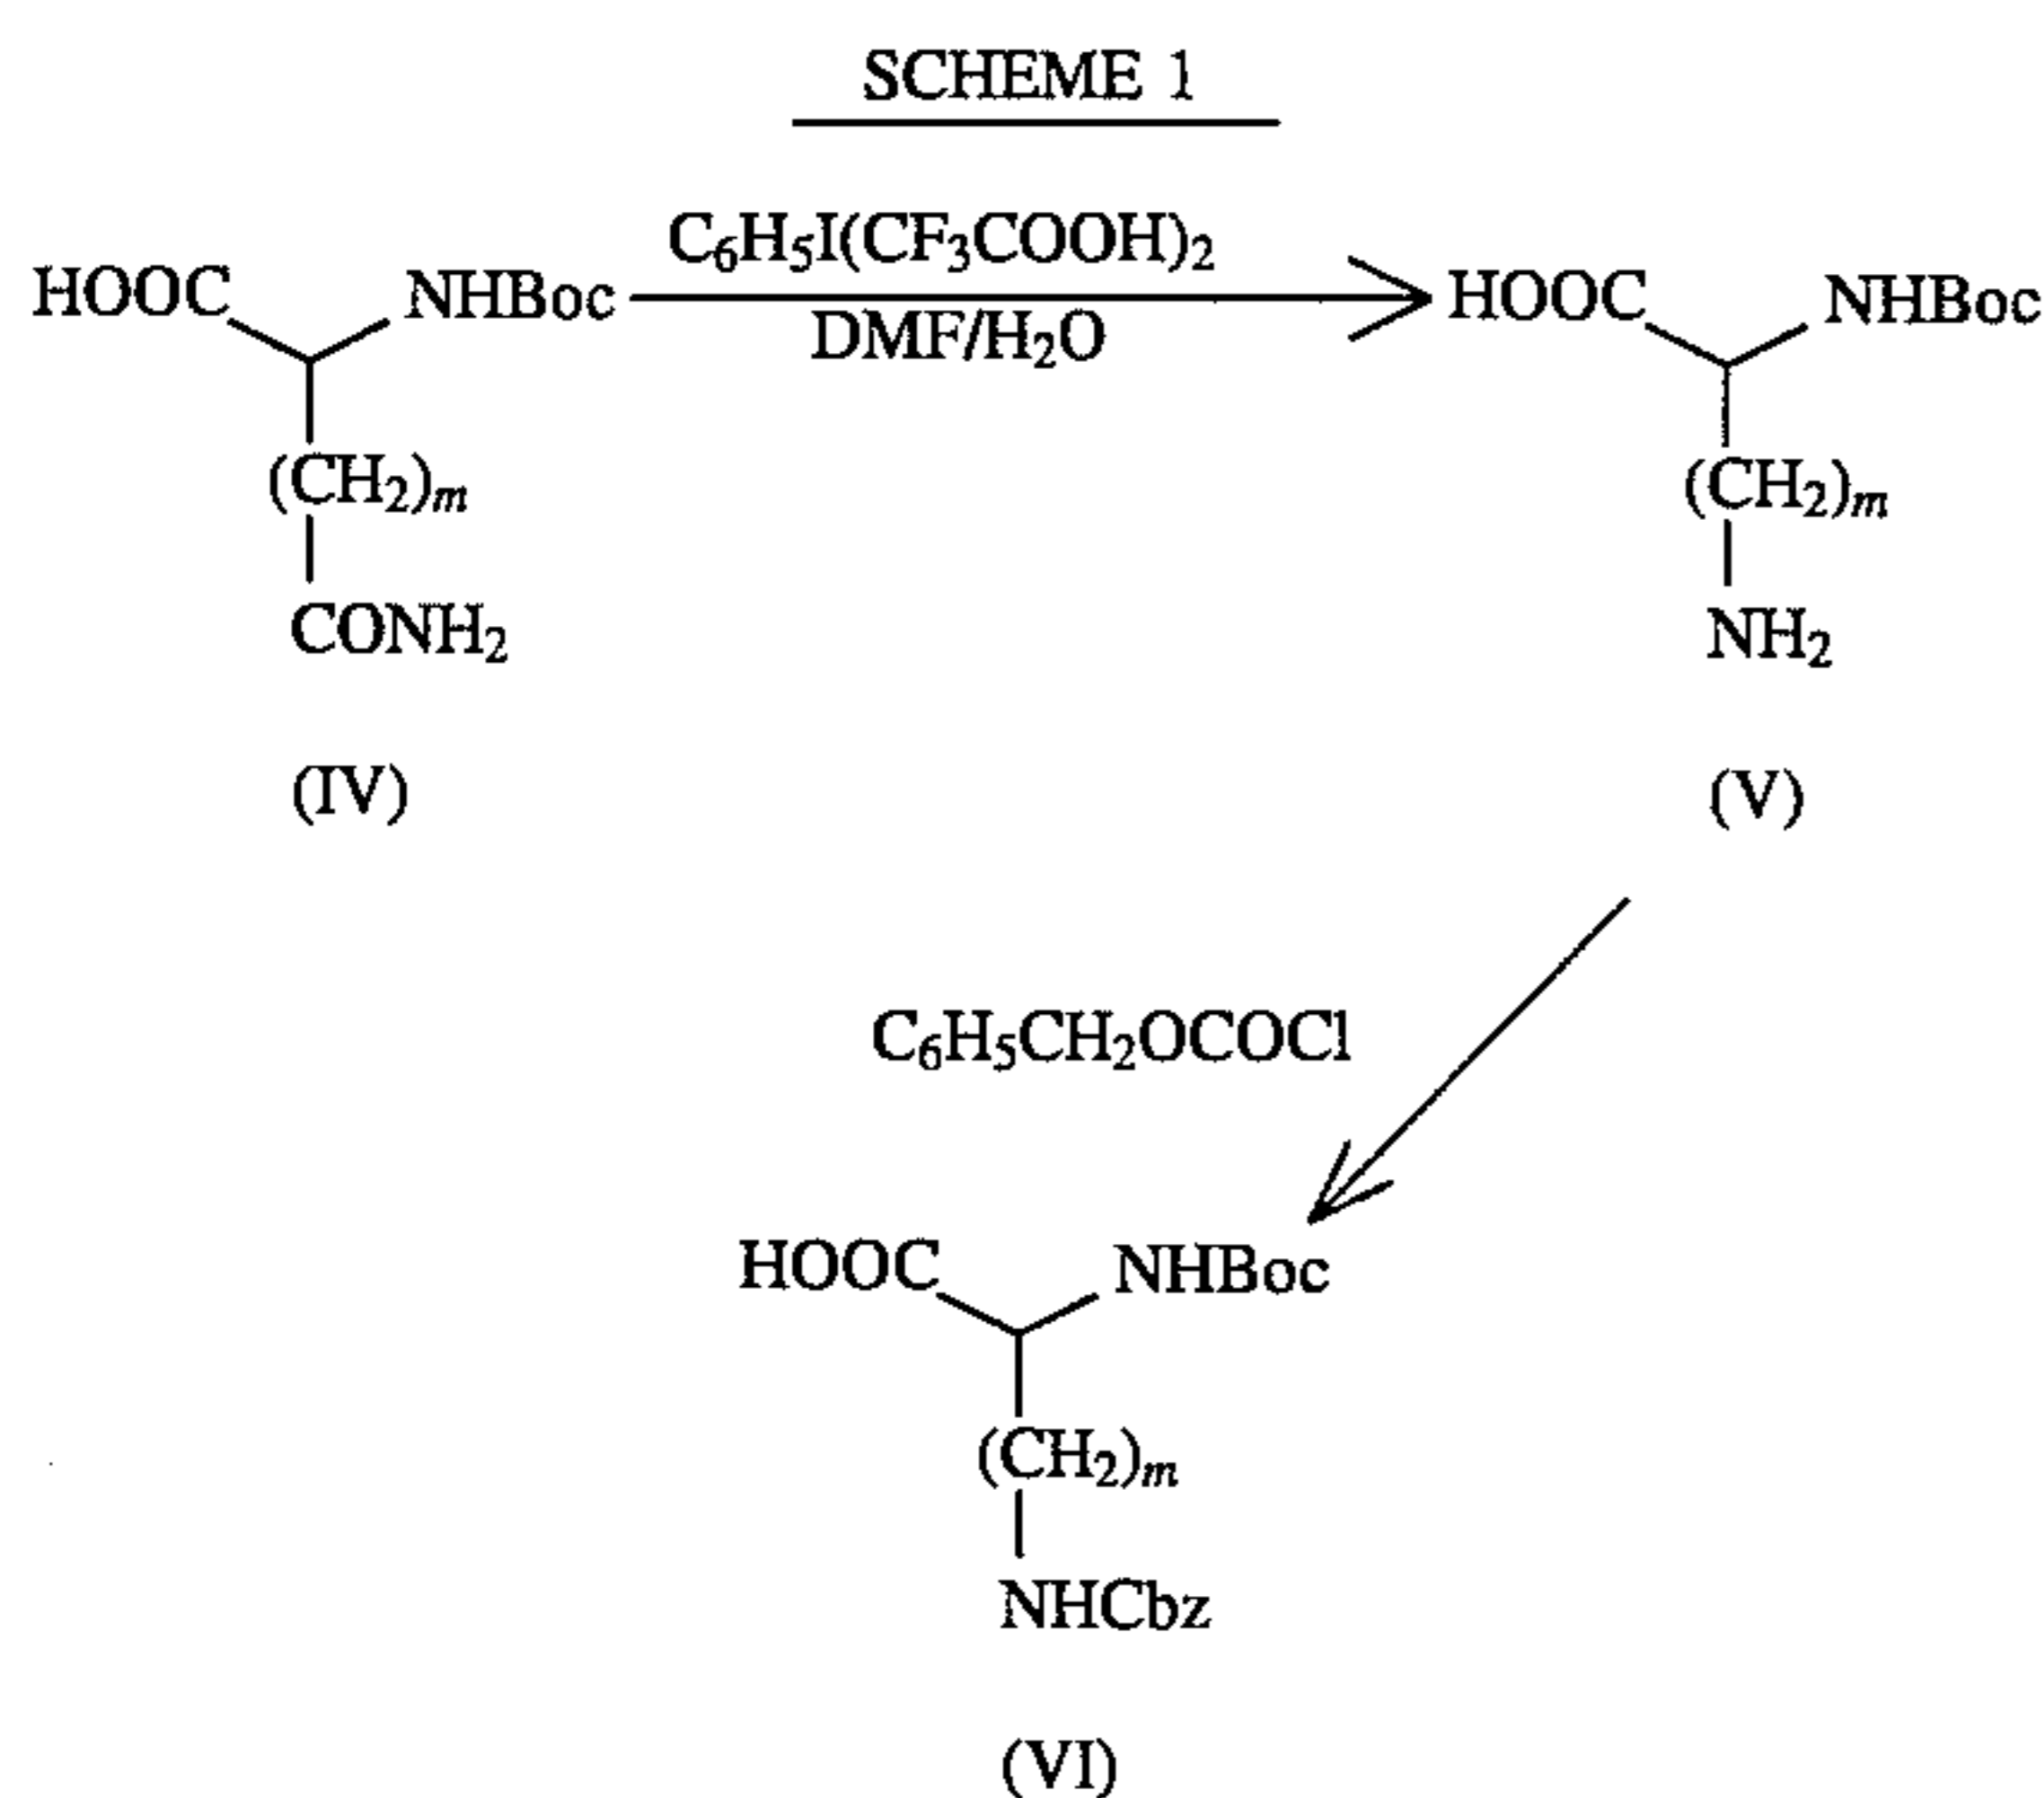 SCHEME 1
C6H5I(CF3COOH)2
HOOC NHBoc HOOC NHBoc
DMF/H2O
(CH2)m (CH2)m
CONH2 NH2
(IV) (V)
C6H5CH2OCOCl
HOOC NHBoc
(CH2)m
NHCbz
(VI)